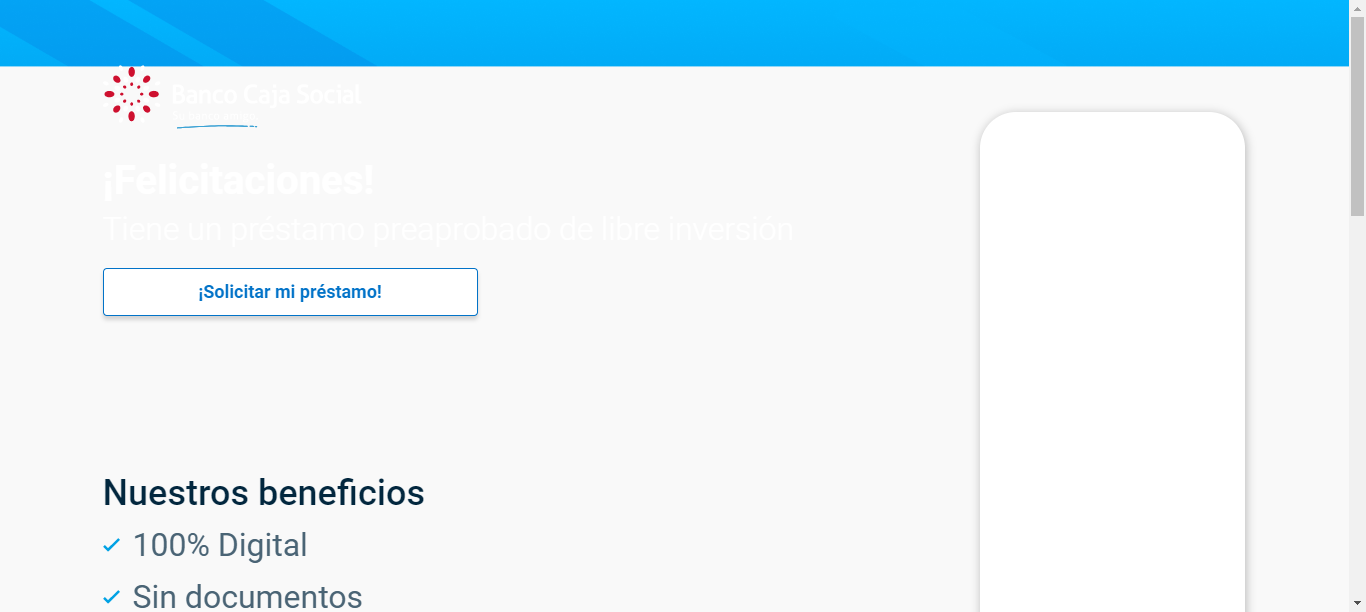 Banco Caja Social
¡Felicitaciones!
Tiene un préstamo preaprobado de libre inversión
¡Solicitar mi préstamo!
Nuestros beneficios
100% Digital
Sin documentos